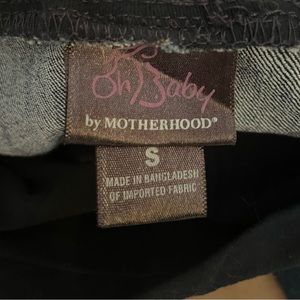 Oh Baby
by MOTHERHOOD®
S
MADE IN BANGLADESH
OF IMPORTED FABRIC